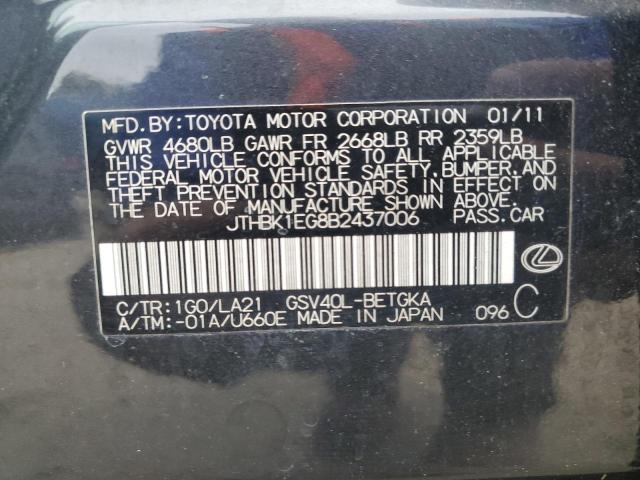 MFD.BY:TOYOTA MOTOR CORPORATION 01/11
GVWR 4680LB GAWR FR 2668LB RR 2359LB
THIS VEHICLE CONFORMS TO ALL APPLICABLE
FEDERAL MOTOR VEHICLE SAFETY,BUMPER,AND
THEFT PREVENTION STANDARDS IN EFFECT ON
THE DATE OF MANUFACTURE SHOWN ABOVE.
JTHBK1EG8B2437006 PASS.CAR
C/TR:1G0/LA21 GSV40L-BETGKA
A/TM:-01A/U660E MADE IN JAPAN 096 C